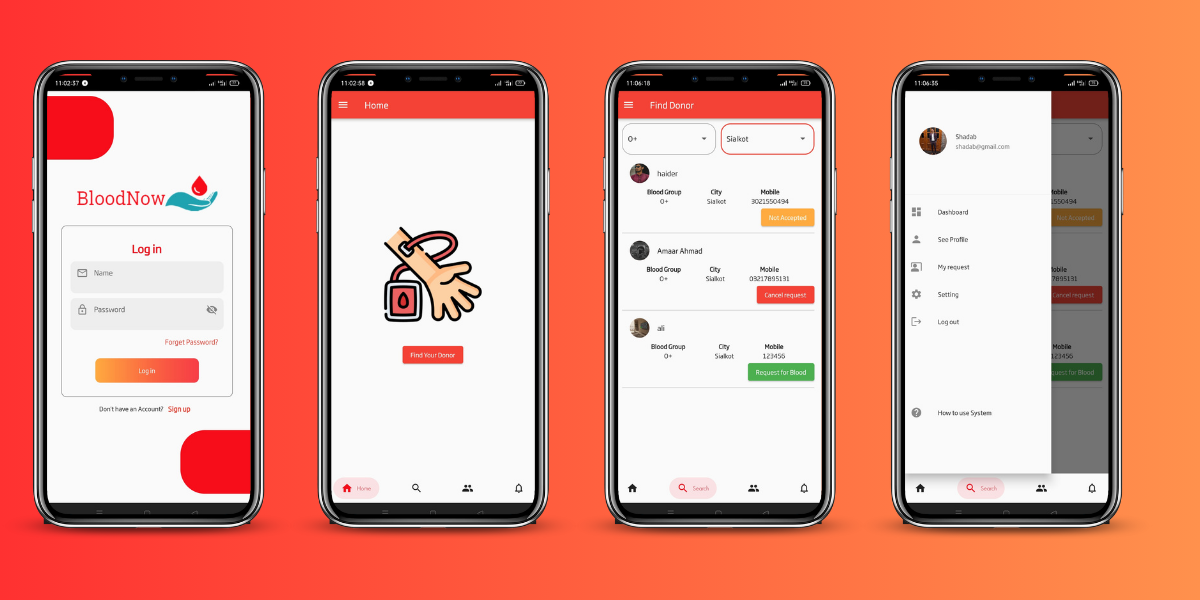 11:02:37
BloodNow
Log in
Name
Password
Forget Password?
Log in
Don't have an Account? Sign up
11:02:58
Home
Find Your Donor
Home
11:06:18
Find Donor
O+
Sialkot
haider
Blood Group City Mobile
O+ Sialkot 3021550494
Not Accepted
Amaar Ahmad
Blood Group City Mobile
O+ Sialkot 03217895131
Cancel request
ali
Blood Group City Mobile
O+ Sialkot 123456
Request for Blood
Search
11:06:35
Shadab
shadab@gmail.com
Dashboard
See Profile
My request
Setting
Log out
How to use System
Mobile
550494
Not Accepted
Mobile
7895131
Cancel request
Mobile
123456
quest for Blood
Search